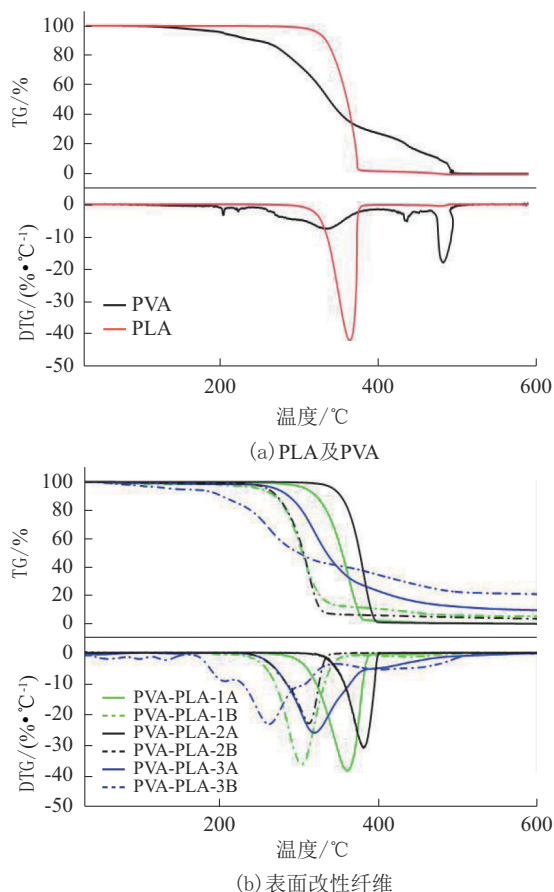 100
80
60
40
20
0
TG/%
0
-10
-20
-30
-40
-50
DTG/(%•℃⁻¹)
PVA
PLA
200 400 600
温度/℃
(a)PLA及PVA
100
80
60
40
20
0
TG/%
0
-10
-20
-30
-40
-50
DTG/(%•℃⁻¹)
PVA-PLA-1A
PVA-PLA-1B
PVA-PLA-2A
PVA-PLA-2B
PVA-PLA-3A
PVA-PLA-3B
200 400 600
温度/℃
(b)表面改性纤维